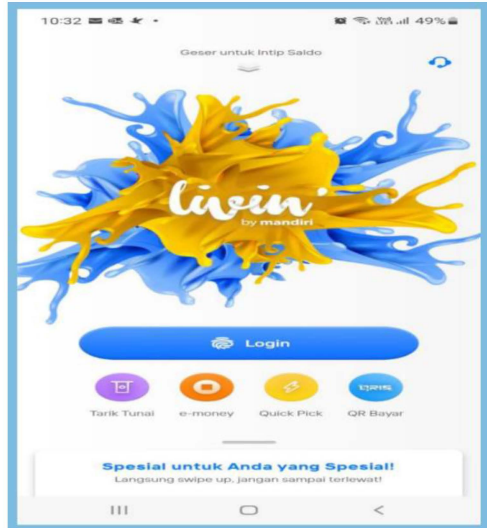 10:32
49%
Geser untuk Intip Saldo
livin'
by mandiri
Login
QRIS
Tarik Tunai e-money Quick Pick QR Bayar
Spesial untuk Anda yang Spesial!
Langsung swipe up, jangan sampai terlewat!